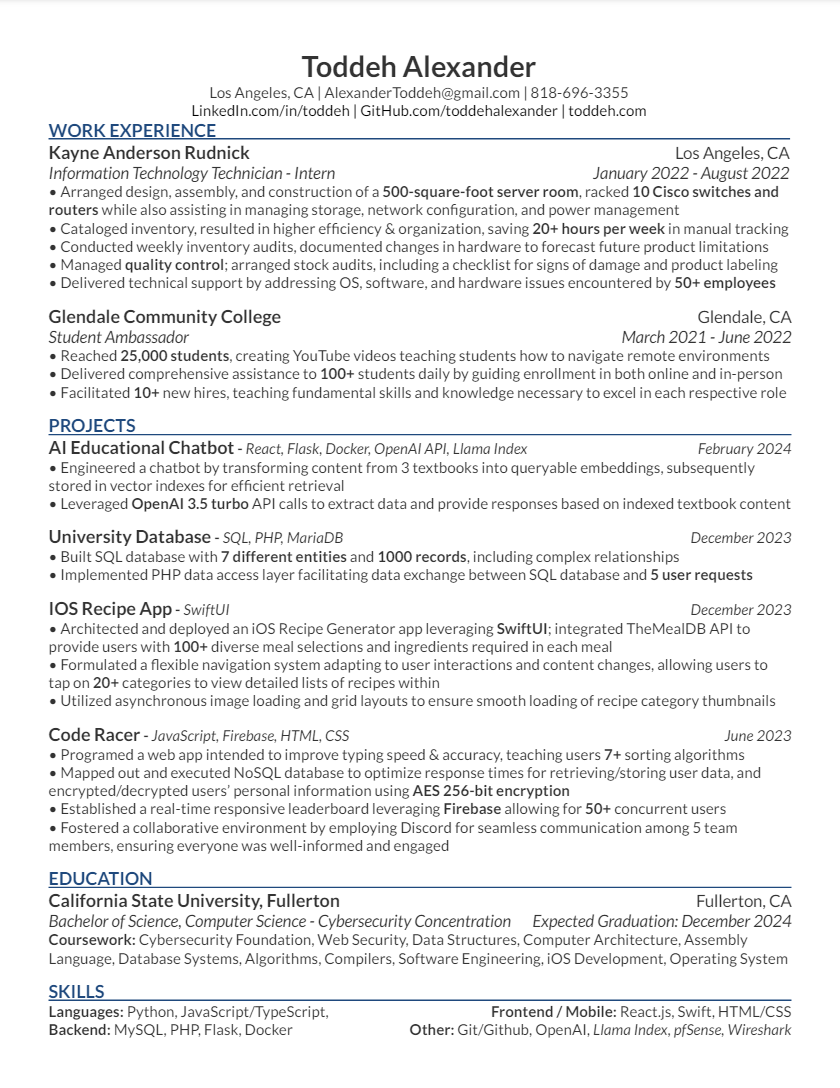 Toddeh Alexander
Los Angeles, CA | AlexanderToddeh@gmail.com | 818-696-3355
LinkedIn.com/in/toddeh | GitHub.com/toddehalexander | toddeh.com
WORK EXPERIENCE
Kayne Anderson Rudnick Los Angeles, CA
Information Technology Technician - Intern January 2022 - August 2022
• Arranged design, assembly, and construction of a 500-square-foot server room, racked 10 Cisco switches and
routers while also assisting in managing storage, network configuration, and power management
• Cataloged inventory, resulted in higher efficiency & organization, saving 20+ hours per week in manual tracking
• Conducted weekly inventory audits, documented changes in hardware to forecast future product limitations
• Managed quality control; arranged stock audits, including a checklist for signs of damage and product labeling
• Delivered technical support by addressing OS, software, and hardware issues encountered by 50+ employees
Glendale Community College Glendale, CA
Student Ambassador March 2021 - June 2022
• Reached 25,000 students, creating YouTube videos teaching students how to navigate remote environments
• Delivered comprehensive assistance to 100+ students daily by guiding enrollment in both online and in-person
• Facilitated 10+ new hires, teaching fundamental skills and knowledge necessary to excel in each respective role
PROJECTS
AI Educational Chatbot - React, Flask, Docker, OpenAI API, Llama Index February 2024
• Engineered a chatbot by transforming content from 3 textbooks into queryable embeddings, subsequently
stored in vector indexes for efficient retrieval
• Leveraged OpenAI 3.5 turbo API calls to extract data and provide responses based on indexed textbook content
University Database - SQL, PHP, MariaDB December 2023
• Built SQL database with 7 different entities and 1000 records, including complex relationships
• Implemented PHP data access layer facilitating data exchange between SQL database and 5 user requests
IOS Recipe App - SwiftUI December 2023
• Architected and deployed an iOS Recipe Generator app leveraging SwiftUI; integrated TheMealDB API to
provide users with 100+ diverse meal selections and ingredients required in each meal
• Formulated a flexible navigation system adapting to user interactions and content changes, allowing users to
tap on 20+ categories to view detailed lists of recipes within
• Utilized asynchronous image loading and grid layouts to ensure smooth loading of recipe category thumbnails
Code Racer - JavaScript, Firebase, HTML, CSS June 2023
• Programed a web app intended to improve typing speed & accuracy, teaching users 7+ sorting algorithms
• Mapped out and executed NoSQL database to optimize response times for retrieving/storing user data, and
encrypted/decrypted users’ personal information using AES 256-bit encryption
• Established a real-time responsive leaderboard leveraging Firebase allowing for 50+ concurrent users
• Fostered a collaborative environment by employing Discord for seamless communication among 5 team
members, ensuring everyone was well-informed and engaged
EDUCATION
California State University, Fullerton Fullerton, CA
Bachelor of Science, Computer Science - Cybersecurity Concentration Expected Graduation: December 2024
Coursework: Cybersecurity Foundation, Web Security, Data Structures, Computer Architecture, Assembly
Language, Database Systems, Algorithms, Compilers, Software Engineering, iOS Development, Operating System
SKILLS
Languages: Python, JavaScript/TypeScript, Frontend / Mobile: React.js, Swift, HTML/CSS
Backend: MySQL, PHP, Flask, Docker Other: Git/Github, OpenAI, Llama Index, pfSense, Wireshark